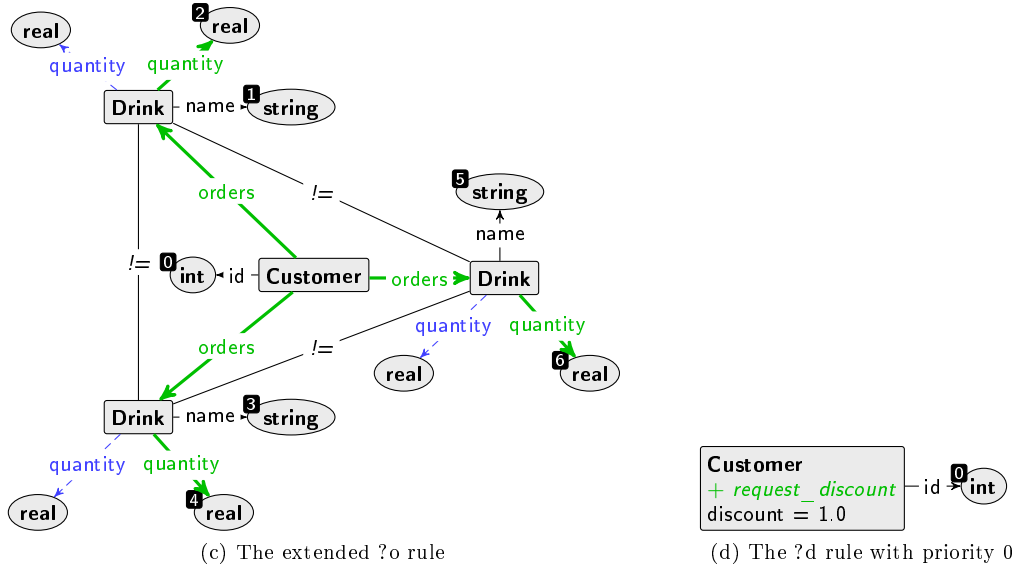 real
2
real
quantity
quantity
Drink
name
1
string
orders
!=
5
string
name
!=
0
int
id
Customer
orders
Drink
orders
!=
quantity
quantity
real
6
real
Drink
name
3
string
quantity
quantity
real
4
real
Customer
+ request_discount
discount = 1.0
id
0
int
(c) The extended ?o rule
(d) The ?d rule with priority 0